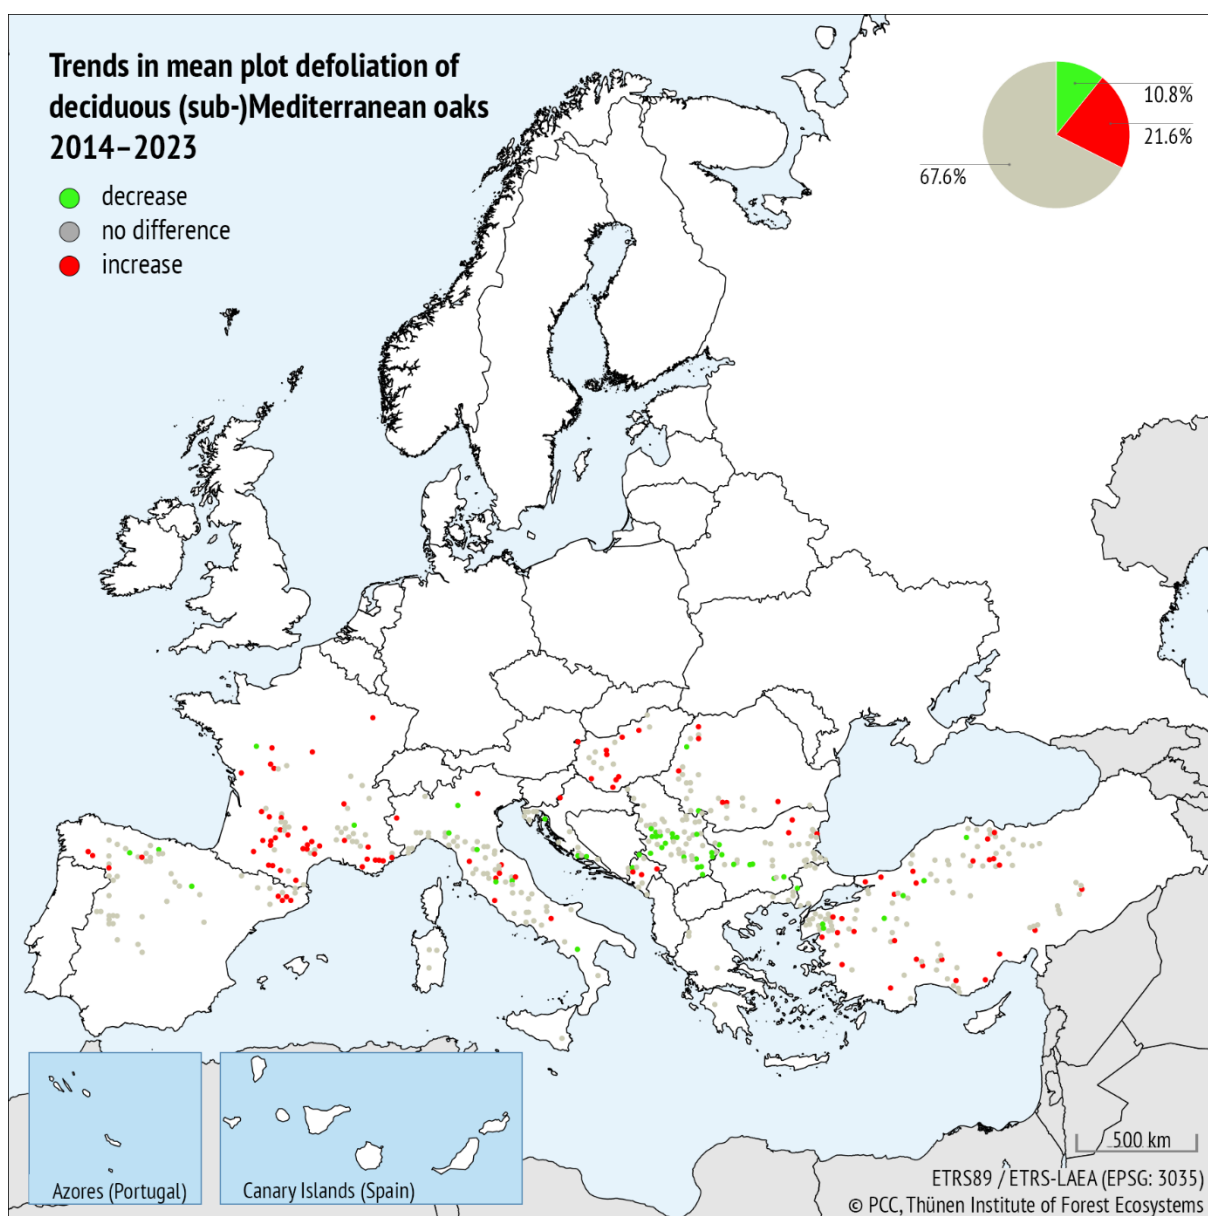 Trends in mean plot defoliation of
deciduous (sub-)Mediterranean oaks
2014–2023
decrease
no difference
increase
10.8%
21.6%
67.6%
Azores (Portugal)
Canary Islands (Spain)
500 km
ETRS89 / ETRS-LAEA (EPSG: 3035)
© PCC, Thünen Institute of Forest Ecosystems